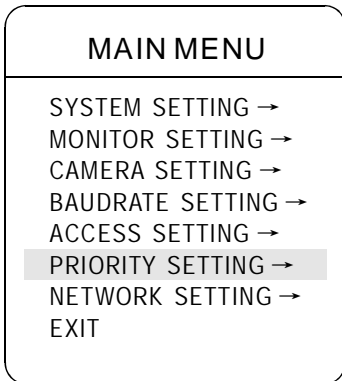 MAIN MENU
SYSTEM SETTING →
MONITOR SETTING →
CAMERA SETTING →
BAUDRATE SETTING →
ACCESS SETTING →
PRIORITY SETTING →
NETWORK SETTING →
EXIT